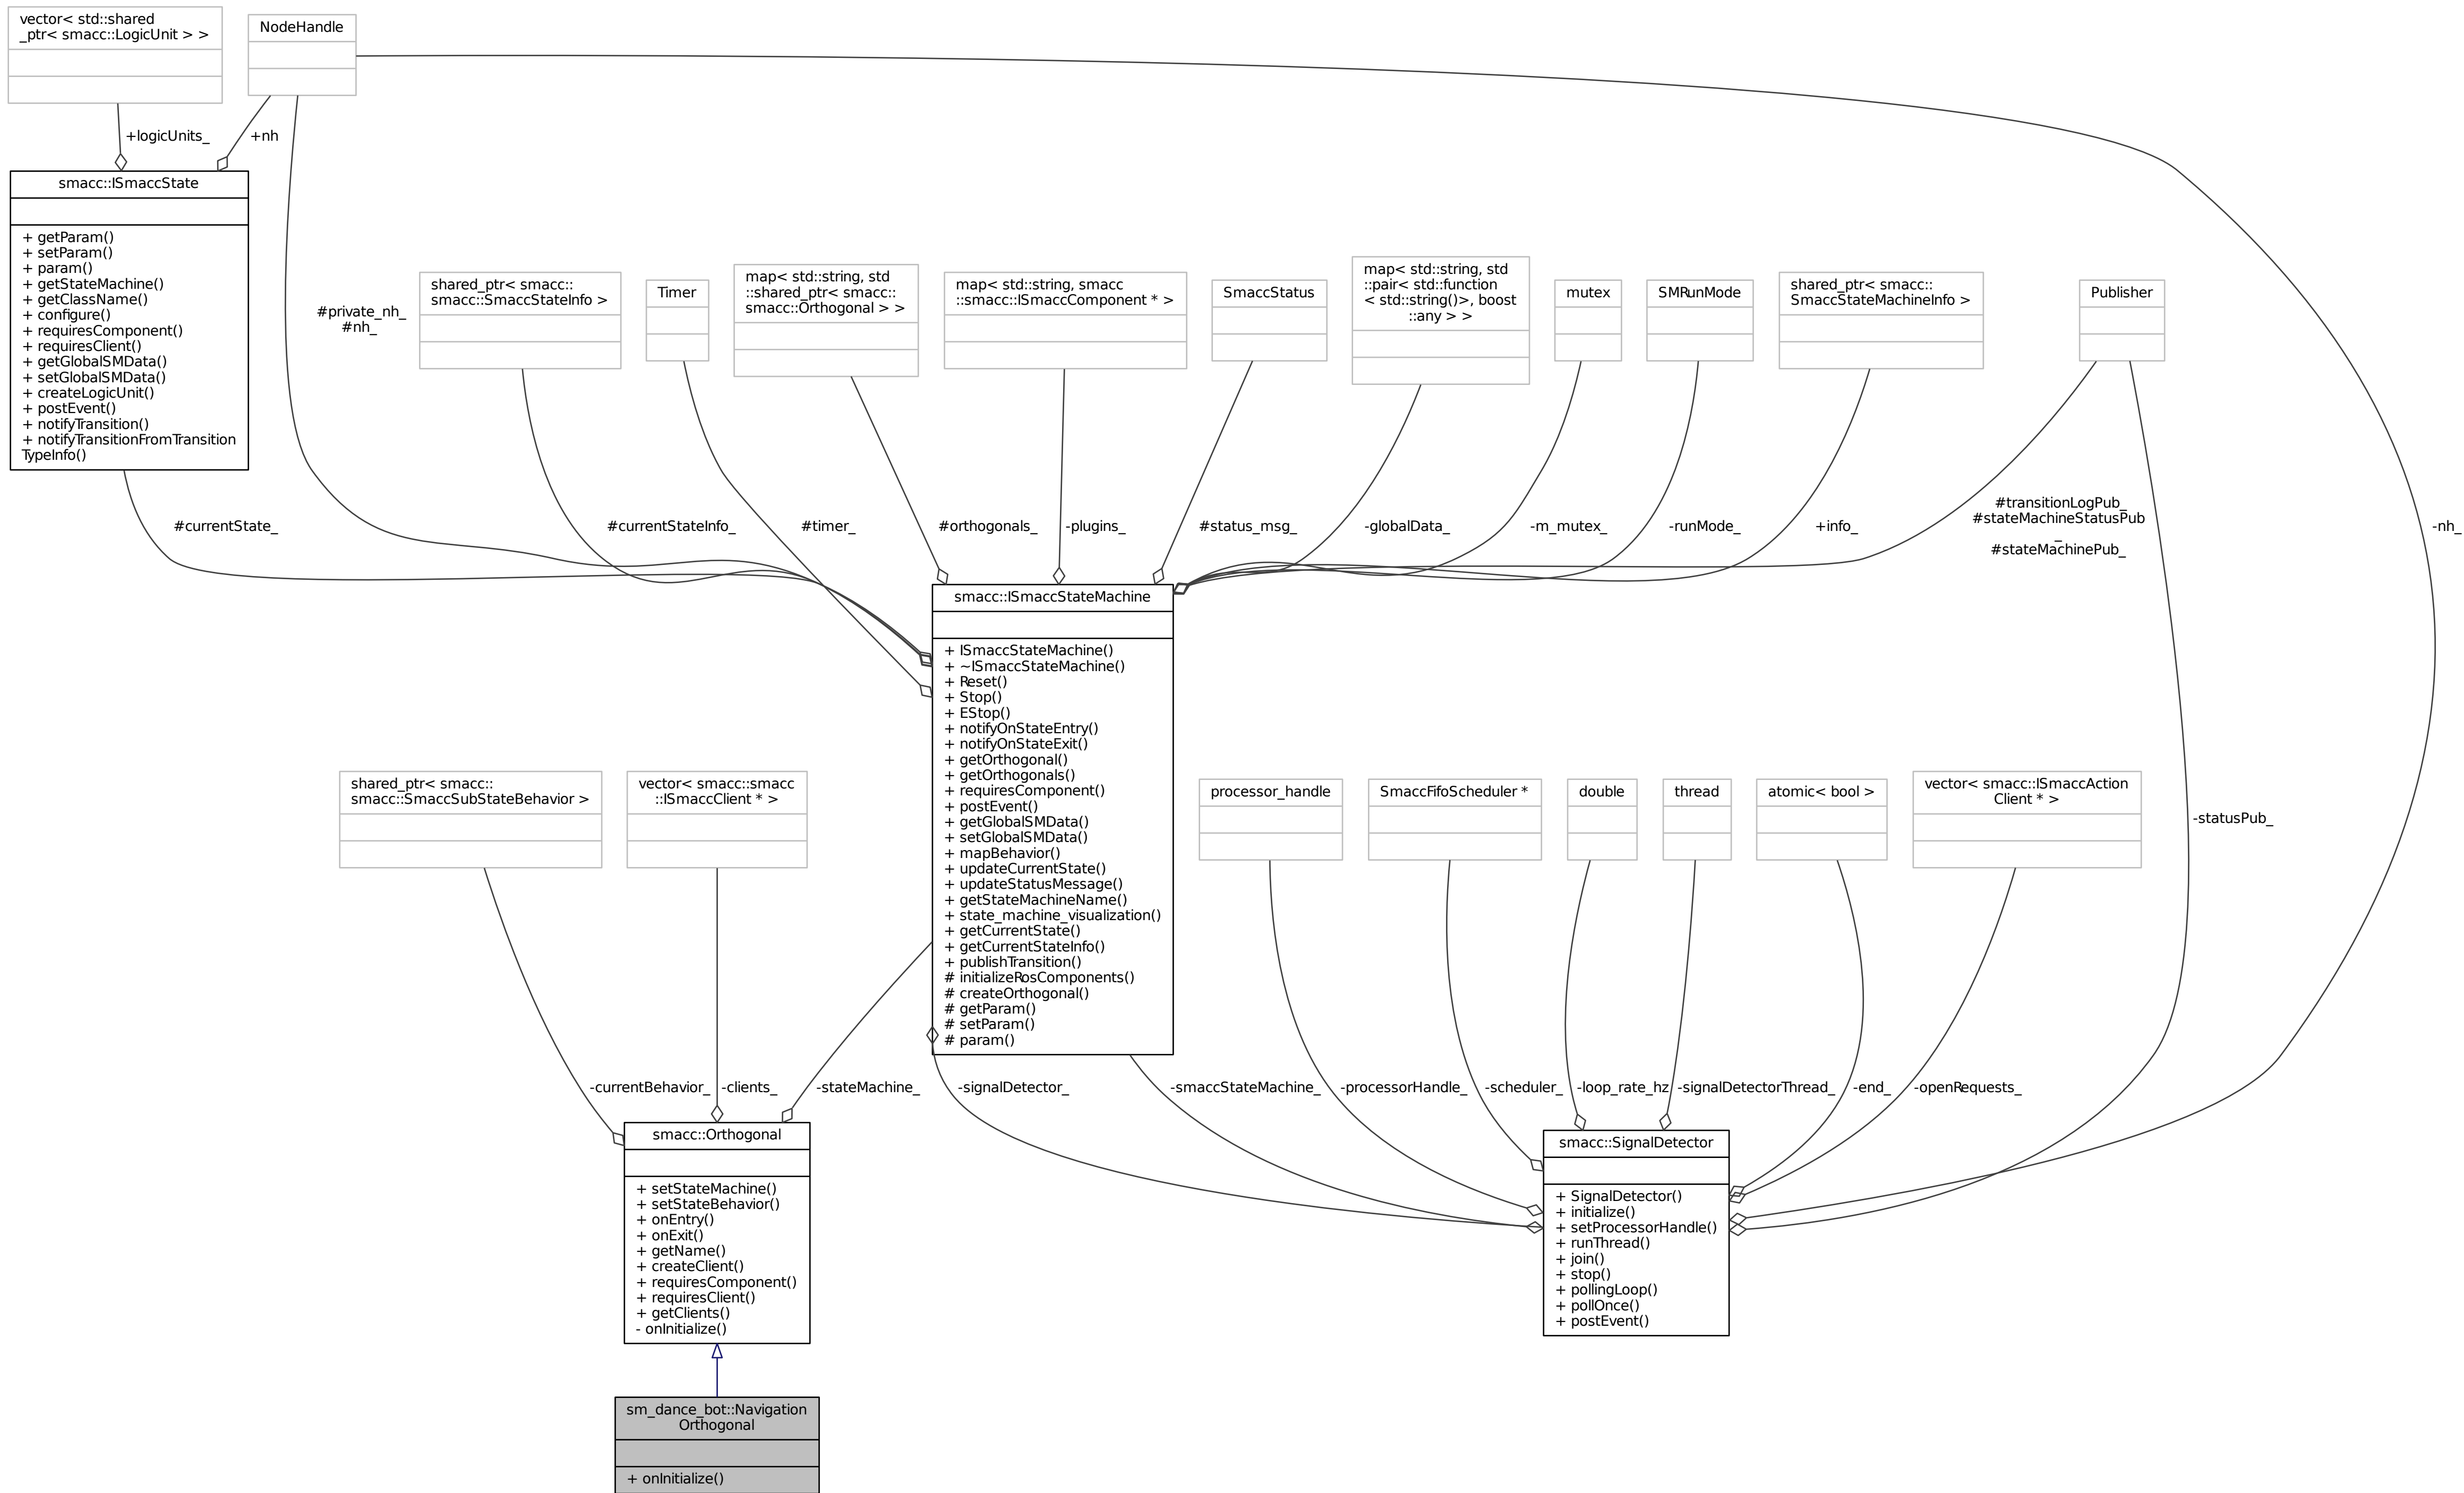 vector< std::shared
_ptr< smacc::LogicUnit > >
NodeHandle
+logicUnits_
+nh
smacc::ISmaccState
+ getParam()
+ setParam()
+ param()
+ getStateMachine()
+ getClassName()
+ configure()
+ requiresComponent()
+ requiresClient()
+ getGlobalSMData()
+ setGlobalSMData()
+ createLogicUnit()
+ postEvent()
+ notifyTransition()
+ notifyTransitionFromTransition
TypeInfo()
#private_nh_
#nh_
shared_ptr< smacc::
smacc::SmaccStateInfo >
Timer
map< std::string, std
::shared_ptr< smacc::
smacc::Orthogonal > >
map< std::string, smacc
::smacc::ISmaccComponent * >
SmaccStatus
map< std::string, std
::pair< std::function
< std::string()>, boost
::any > >
mutex
SMRunMode
shared_ptr< smacc::
SmaccStateMachineInfo >
Publisher
#currentState_
#currentStateInfo_
#timer_
#orthogonals_
-plugins_
#status_msg_
-globalData_
-m_mutex_
-runMode_
+info_
#transitionLogPub_
#stateMachineStatusPub
_
#stateMachinePub_
-nh_
smacc::ISmaccStateMachine
+ ISmaccStateMachine()
+ ~ISmaccStateMachine()
+ Reset()
+ Stop()
+ EStop()
+ notifyOnStateEntry()
+ notifyOnStateExit()
+ getOrthogonal()
+ getOrthogonals()
+ requiresComponent()
+ postEvent()
+ getGlobalSMData()
+ setGlobalSMData()
+ mapBehavior()
+ updateCurrentState()
+ updateStatusMessage()
+ getStateMachineName()
+ state_machine_visualization()
+ getCurrentState()
+ getCurrentStateInfo()
+ publishTransition()
# initializeRosComponents()
# createOrthogonal()
# getParam()
# setParam()
# param()
shared_ptr< smacc::
smacc::SmaccSubStateBehavior >
vector< smacc::smacc
::ISmaccClient * >
processor_handle
SmaccFifoScheduler *
double
thread
atomic< bool >
vector< smacc::ISmaccAction
Client * >
-statusPub_
-currentBehavior_
-clients_
-stateMachine_
-signalDetector_
-smaccStateMachine_
-processorHandle_
-scheduler_
-loop_rate_hz
-signalDetectorThread_
-end_
-openRequests_
smacc::Orthogonal
+ setStateMachine()
+ setStateBehavior()
+ onEntry()
+ onExit()
+ getName()
+ createClient()
+ requiresComponent()
+ requiresClient()
+ getClients()
- onInitialize()
smacc::SignalDetector
+ SignalDetector()
+ initialize()
+ setProcessorHandle()
+ runThread()
+ join()
+ stop()
+ pollingLoop()
+ pollOnce()
+ postEvent()
sm_dance_bot::Navigation
Orthogonal
+ onInitialize()